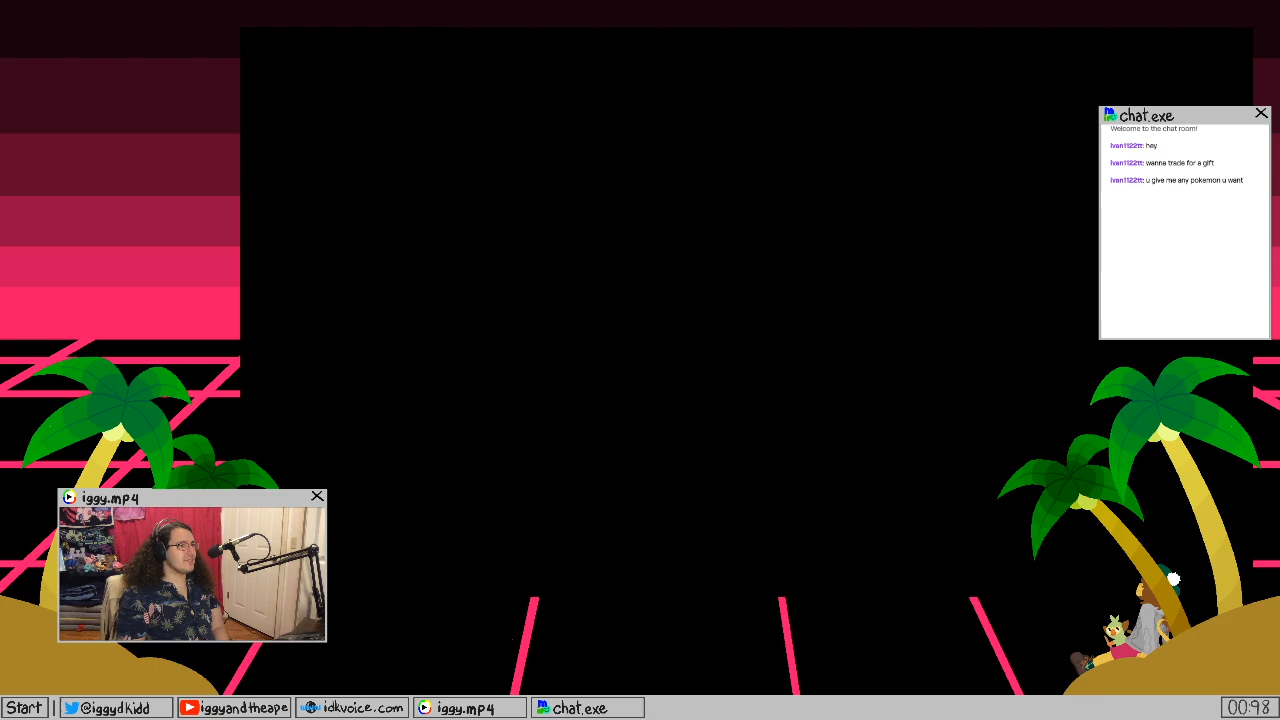 chat.exe
Welcome to the chat room!
ivan1122tt: hey
ivan1122tt: wanna trade for a gift
ivan1122tt: u give me any pokemon u want
iggy.mp4
Start | @iggydkidd iggyandtheape idkvoice.com iggy.mp4 chat.exe 00:98